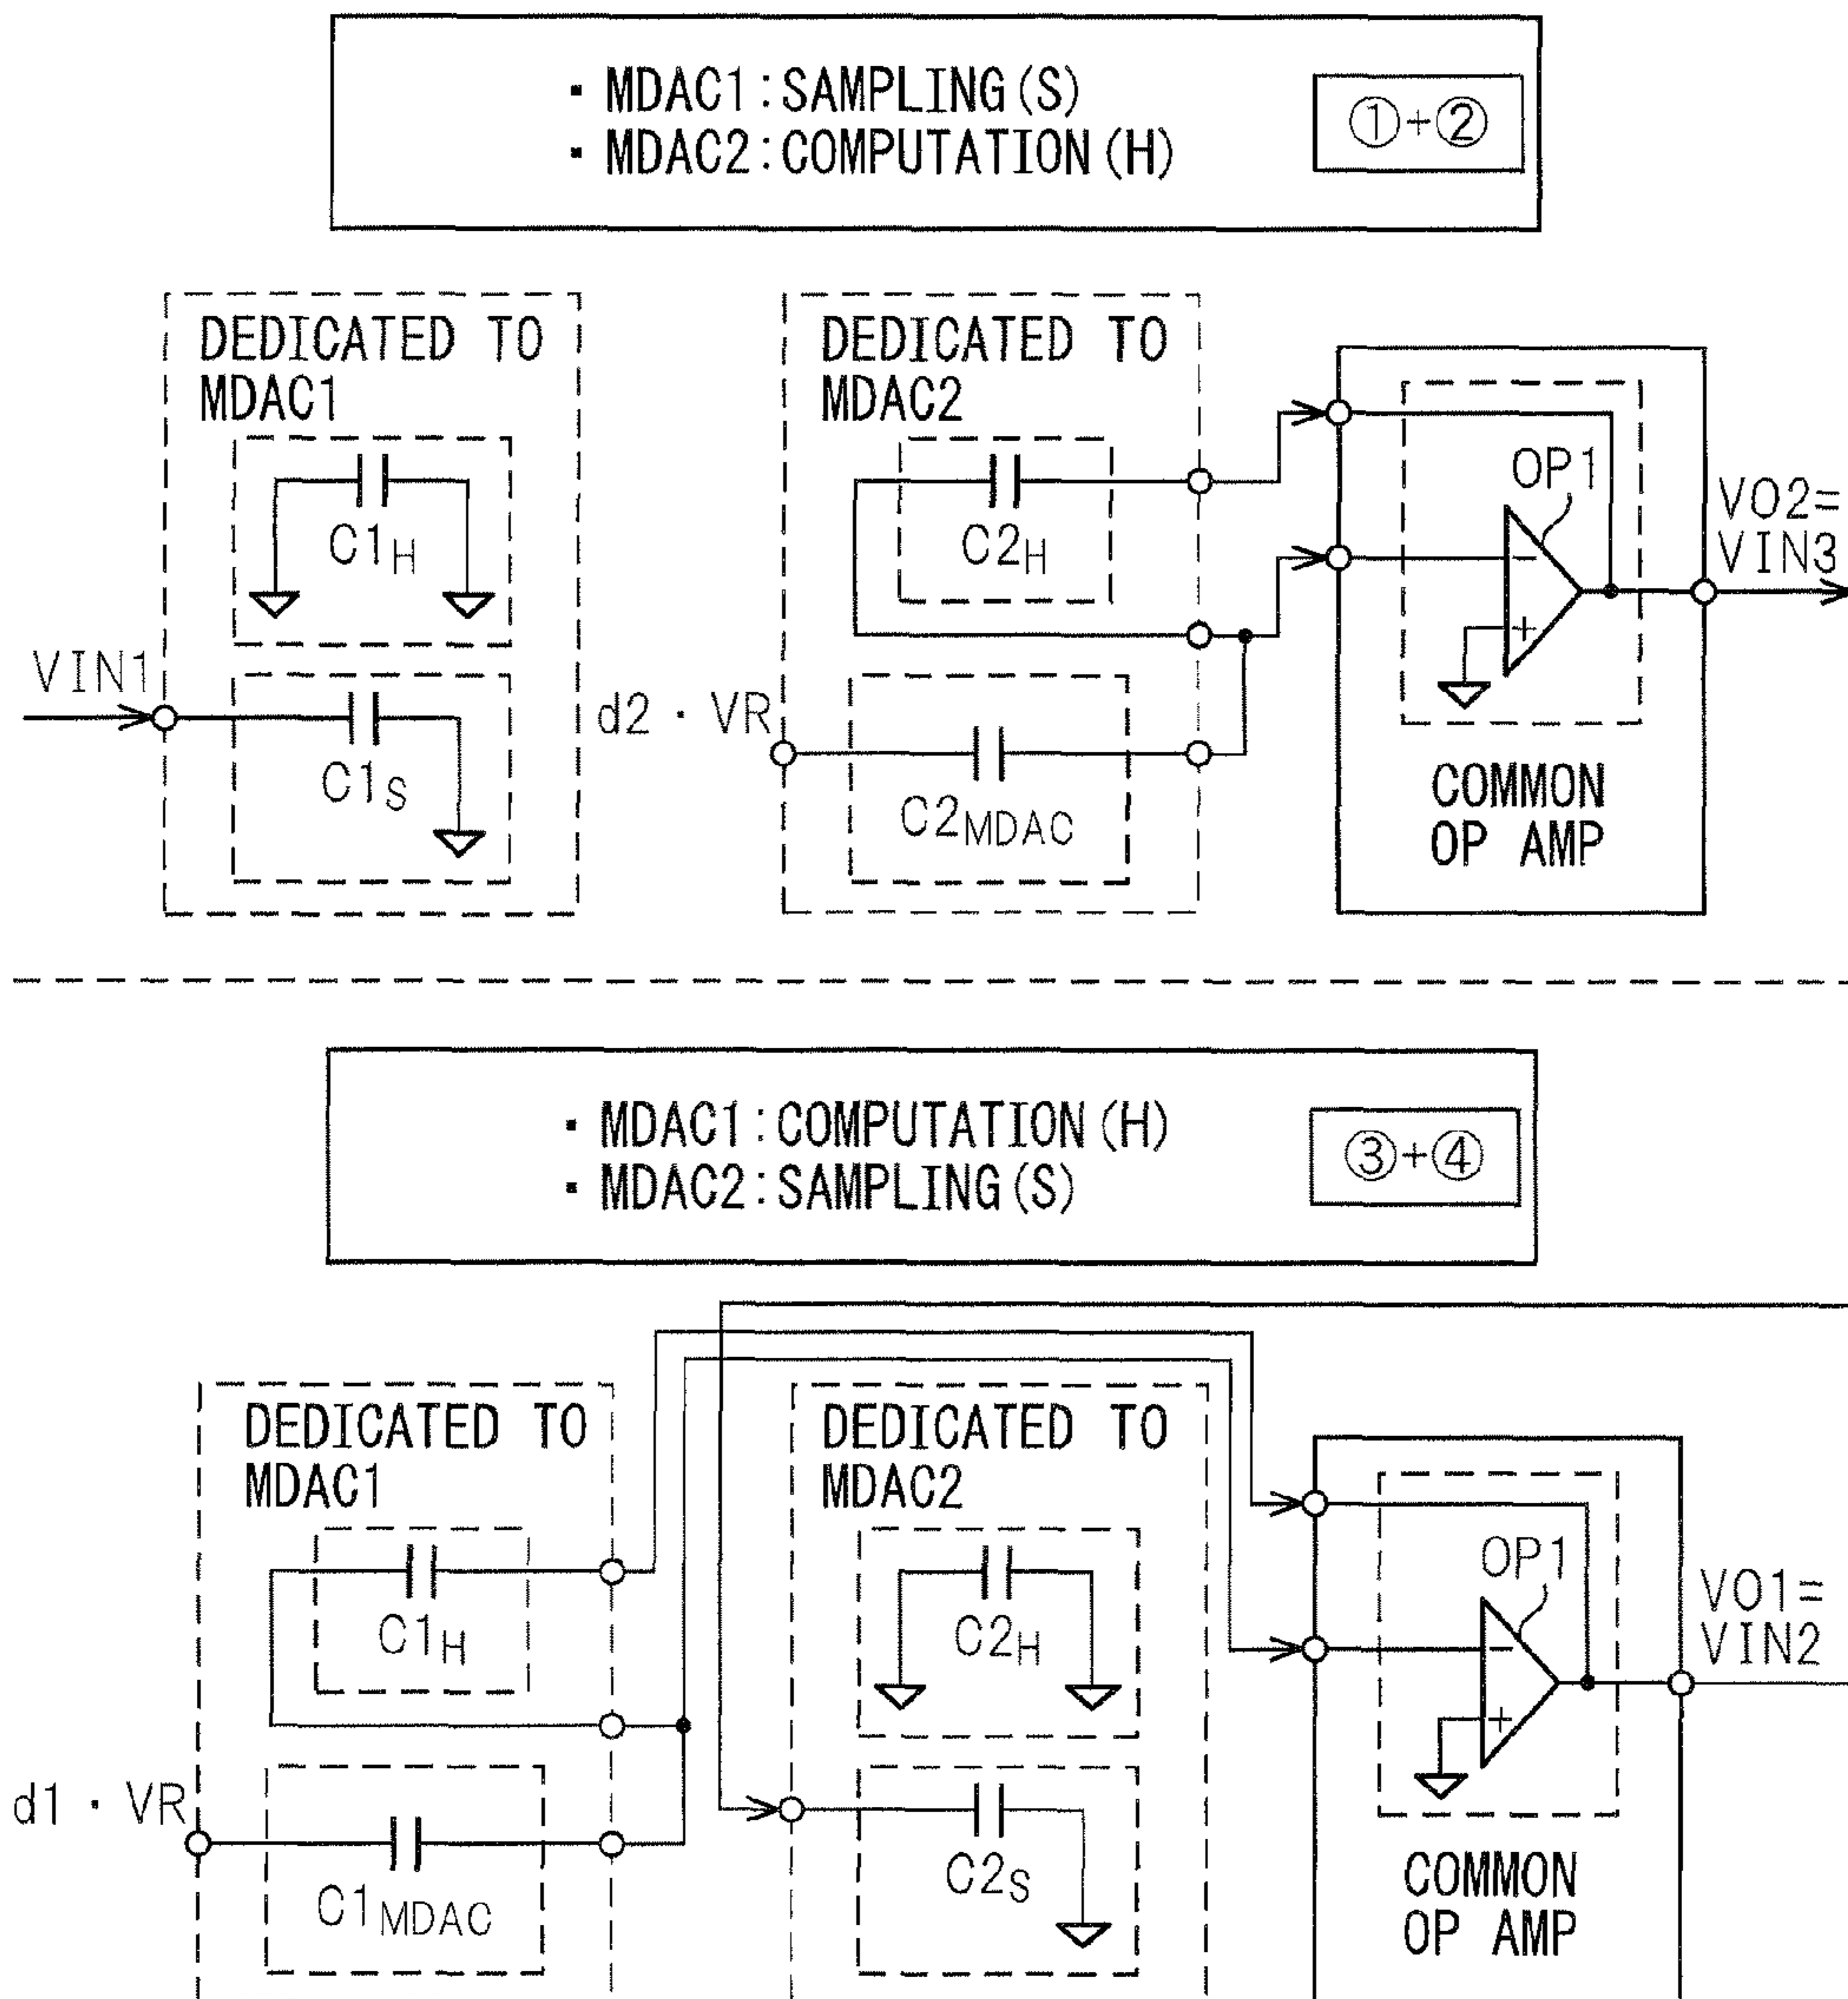 ・MDAC1:SAMPLING(S)
・MDAC2:COMPUTATION(H)
①+②
DEDICATED TO
MDAC1
C1H
VIN1
C1S
DEDICATED TO
MDAC2
C2H
d2・VR
C2MDAC
OP1
-
+
VO2=
VIN3
COMMON
OP AMP
・MDAC1:COMPUTATION(H)
・MDAC2:SAMPLING(S)
③+④
DEDICATED TO
MDAC1
C1H
d1・VR
C1MDAC
DEDICATED TO
MDAC2
C2H
C2S
OP1
-
+
VO1=
VIN2
COMMON
OP AMP